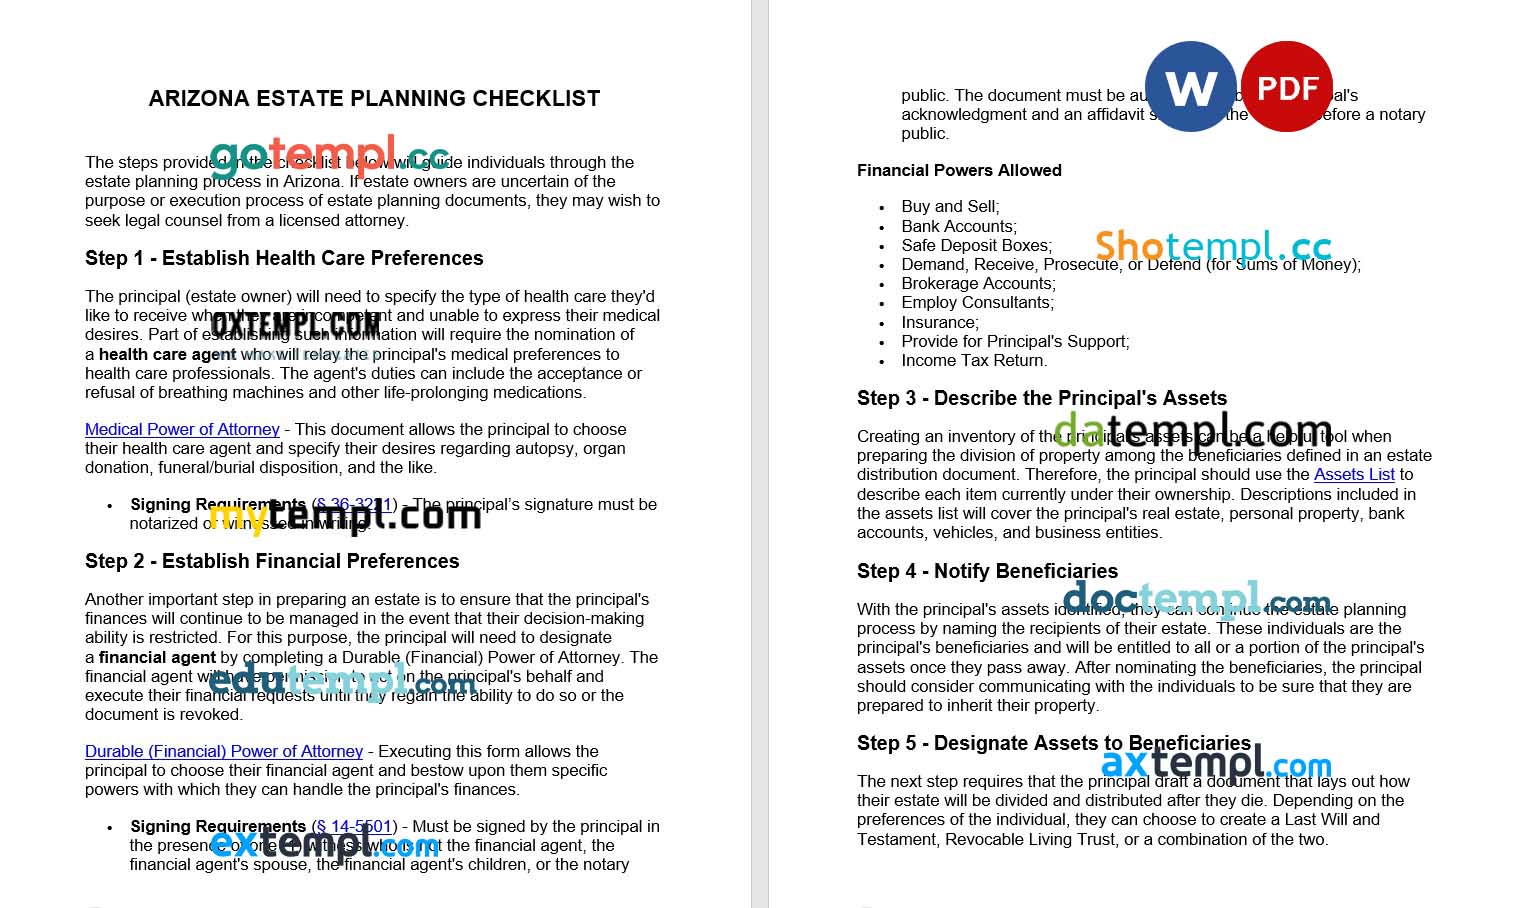 ARIZONA ESTATE PLANNING CHECKLIST
gotempl.cc
The steps provided in the checklist below will guide individuals through the
estate planning process in Arizona. If estate owners are uncertain of the
purpose or execution process of estate planning documents, they may wish to
seek legal counsel from a licensed attorney.
Step 1 - Establish Health Care Preferences
The principal (estate owner) will need to specify the type of health care they'd
like to receive when they are incompetent and unable to express their medical
OXTEMPL.COM
desires. Part of establishing such information will require the nomination of
a health care agent who will relay the principal's medical preferences to
health care professionals. The agent's duties can include the acceptance or
refusal of breathing machines and other life-prolonging medications.
Medical Power of Attorney - This document allows the principal to choose
their health care agent and specify their desires regarding autopsy, organ
donation, funeral/burial disposition, and the like.
• Signing Requirements (§ 36-3221) - The principal’s signature must be
notarized or witnessed in writing.
mytempl.com
Step 2 - Establish Financial Preferences
Another important step in preparing an estate is to ensure that the principal's
finances will continue to be managed in the event that their decision-making
ability is restricted. For this purpose, the principal will need to designate
a financial agent by completing a Durable (Financial) Power of Attorney. The
financial agent will have permission to act on the principal's behalf and
edutempl.com
execute their financial requests until they regain the ability to do so or the
document is revoked.
Durable (Financial) Power of Attorney - Executing this form allows the
principal to choose their financial agent and bestow upon them specific
powers with which they can handle the principal's finances.
• Signing Requirements (§ 14-5501) - Must be signed by the principal in
the presence of one (1) witness who is not the financial agent, the
extempl.com
financial agent's spouse, the financial agent's children, or the notary
W PDF
public. The document must be
acknowledgment and an affidavit the before a notary
public.
Financial Powers Allowed
• Buy and Sell;
• Bank Accounts;
• Safe Deposit Boxes;
Shotempl.cc
• Demand, Receive, Prosecute, or Defend (for Sums of Money);
• Brokerage Accounts;
• Employ Consultants;
• Insurance;
• Provide for Principal's Support;
• Income Tax Return.
Step 3 - Describe the Principal's Assets
datempl.com
Creating an inventory of the principal's assets can be a helpful tool when
preparing the division of property among the beneficiaries defined in an estate
distribution document. Therefore, the principal should use the Assets List to
describe each item currently under their ownership. Descriptions included in
the assets list will cover the principal's real estate, personal property, bank
accounts, vehicles, and business entities.
Step 4 - Notify Beneficiaries
doctempl.com
With the principal's assets identified, they can continue the estate planning
process by naming the recipients of their estate. These individuals are the
principal's beneficiaries and will be entitled to all or a portion of the principal's
assets once they pass away. After nominating the beneficiaries, the principal
should consider communicating with the individuals to be sure that they are
prepared to inherit their property.
Step 5 - Designate Assets to Beneficiaries
axtempl.com
The next step requires that the principal draft a document that lays out how
their estate will be divided and distributed after they die. Depending on the
preferences of the individual, they can choose to create a Last Will and
Testament, Revocable Living Trust, or a combination of the two.